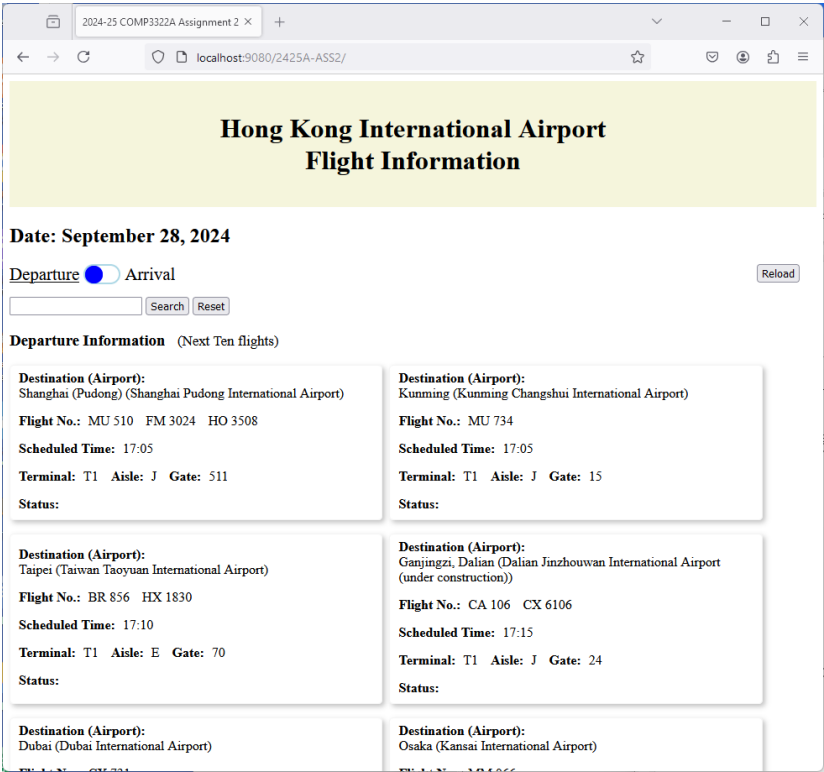 2024-25 COMP3322A Assignment 2
localhost:9080/2425A-ASS2/
Hong Kong International Airport
Flight Information
Date: September 28, 2024
Departure Arrival
Reload
Search Reset
Departure Information (Next Ten flights)
Destination (Airport):
Shanghai (Pudong) (Shanghai Pudong International Airport)
Flight No.: MU 510 FM 3024 HO 3508
Scheduled Time: 17:05
Terminal: T1 Aisle: J Gate: 511
Status:
Destination (Airport):
Kunming (Kunming Changshui International Airport)
Flight No.: MU 734
Scheduled Time: 17:05
Terminal: T1 Aisle: J Gate: 15
Status:
Destination (Airport):
Taipei (Taiwan Taoyuan International Airport)
Flight No.: BR 856 HX 1830
Scheduled Time: 17:10
Terminal: T1 Aisle: E Gate: 70
Status:
Destination (Airport):
Ganjingzi, Dalian (Dalian Jinzhouwan International Airport
(under construction))
Flight No.: CA 106 CX 6106
Scheduled Time: 17:15
Terminal: T1 Aisle: J Gate: 24
Status:
Destination (Airport):
Dubai (Dubai International Airport)
Destination (Airport):
Osaka (Kansai International Airport)